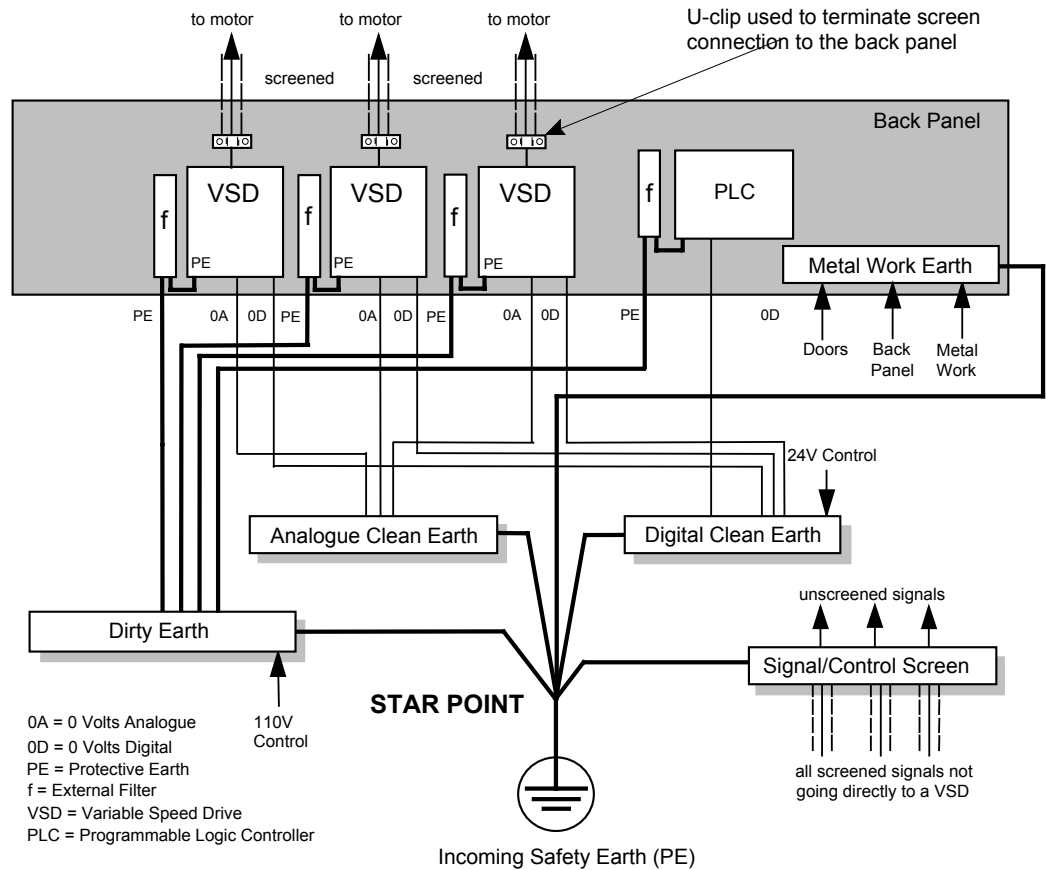 to motor
to motor
to motor
U-clip used to terminate screen
connection to the back panel
screened
screened
Back Panel
f
VSD
PE
f
VSD
PE
f
VSD
PE
f
PLC
Metal Work Earth
PE
0A
0D
PE
0A
0D
PE
0A
0D
PE
0D
Doors
Back
Panel
Metal
Work
24V Control
Analogue Clean Earth
Digital Clean Earth
unscreened signals
Dirty Earth
Signal/Control Screen
STAR POINT
110V
Control
0A = 0 Volts Analogue
0D = 0 Volts Digital
PE = Protective Earth
f = External Filter
VSD = Variable Speed Drive
PLC = Programmable Logic Controller
all screened signals not
going directly to a VSD
Incoming Safety Earth (PE)